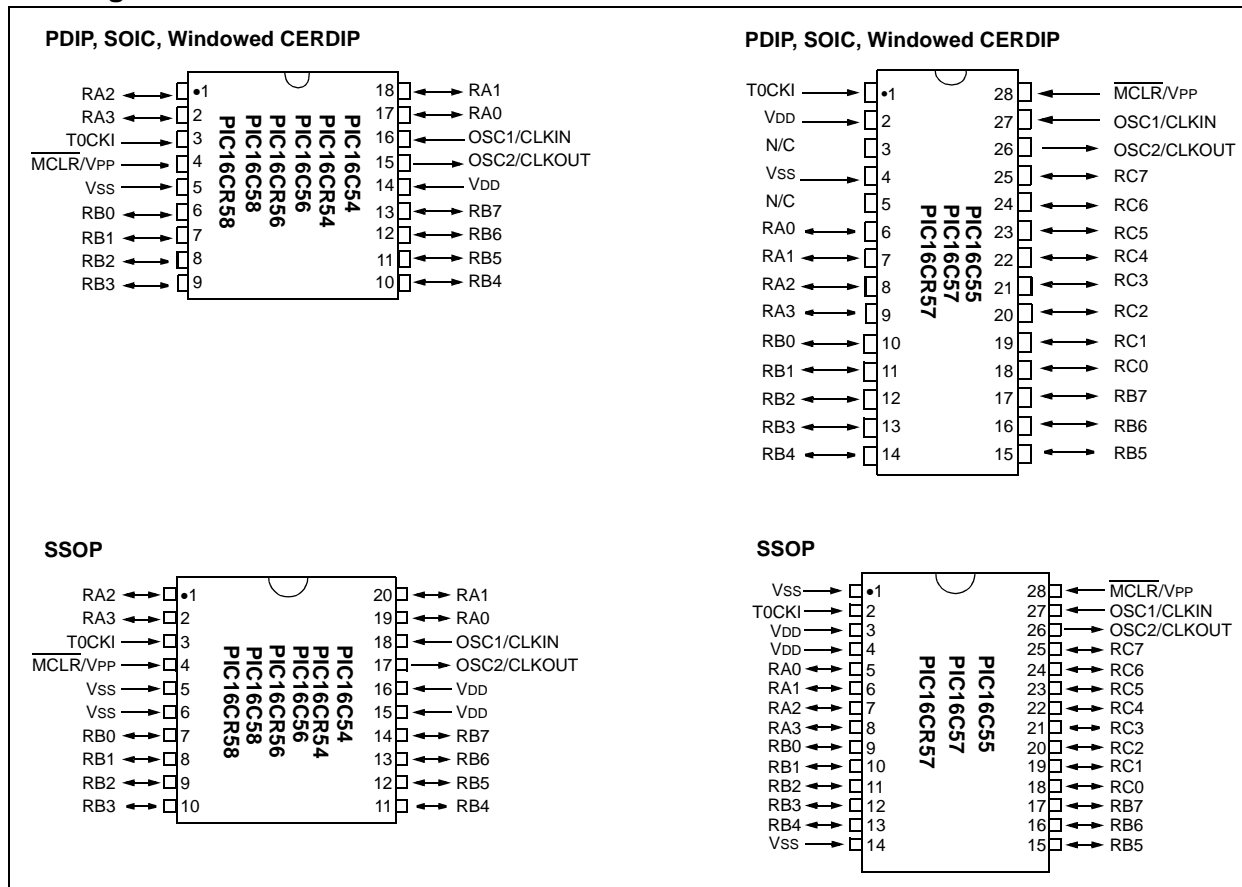 PDIP, SOIC, Windowed CERDIP
RA2 •1 18 RA1
RA3 2 17 RA0
T0CKI 3 16 OSC1/CLKIN
MCLR/VPP 4 15 OSC2/CLKOUT
VSS 5 14 VDD
RB0 6 13 RB7
RB1 7 12 RB6
RB2 8 11 RB5
RB3 9 10 RB4
PIC16C54
PIC16CR54
PIC16C56
PIC16CR56
PIC16C58
PIC16CR58
PDIP, SOIC, Windowed CERDIP
T0CKI •1 28 MCLR/VPP
VDD 2 27 OSC1/CLKIN
N/C 3 26 OSC2/CLKOUT
VSS 4 25 RC7
N/C 5 24 RC6
RA0 6 23 RC5
RA1 7 22 RC4
RA2 8 21 RC3
RA3 9 20 RC2
RB0 10 19 RC1
RB1 11 18 RC0
RB2 12 17 RB7
RB3 13 16 RB6
RB4 14 15 RB5
PIC16C55
PIC16C57
PIC16CR57
SSOP
RA2 •1 20 RA1
RA3 2 19 RA0
T0CKI 3 18 OSC1/CLKIN
MCLR/VPP 4 17 OSC2/CLKOUT
VSS 5 16 VDD
VSS 6 15 VDD
RB0 7 14 RB7
RB1 8 13 RB6
RB2 9 12 RB5
RB3 10 11 RB4
PIC16C54
PIC16CR54
PIC16C56
PIC16CR56
PIC16C58
PIC16CR58
SSOP
VSS •1 28 MCLR/VPP
T0CKI 2 27 OSC1/CLKIN
VDD 3 26 OSC2/CLKOUT
VDD 4 25 RC7
RA0 5 24 RC6
RA1 6 23 RC5
RA2 7 22 RC4
RA3 8 21 RC3
RB0 9 20 RC2
RB1 10 19 RC1
RB2 11 18 RC0
RB3 12 17 RB7
RB4 13 16 RB6
VSS 14 15 RB5
PIC16C55
PIC16C57
PIC16CR57